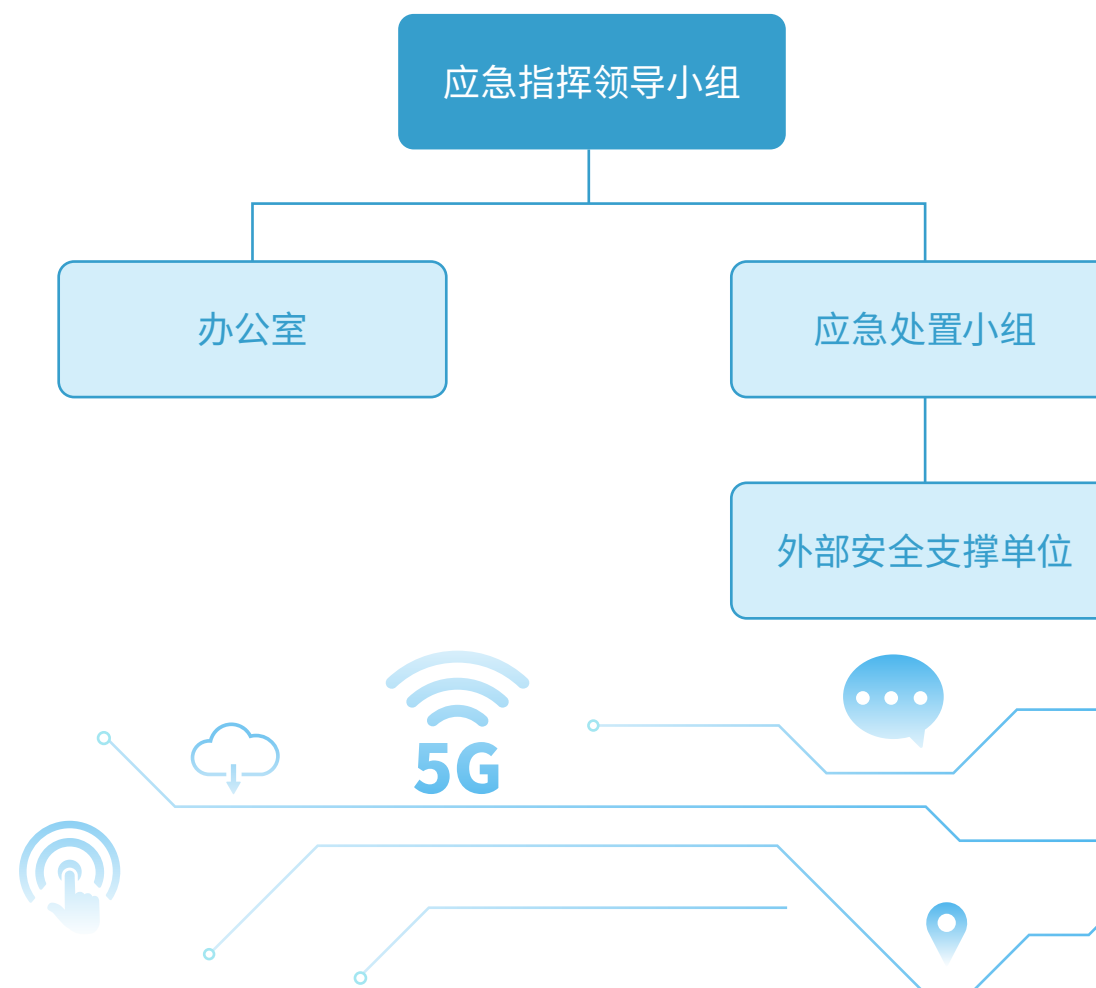 应急指挥领导小组
办公室
应急处置小组
外部安全支撑单位
5G